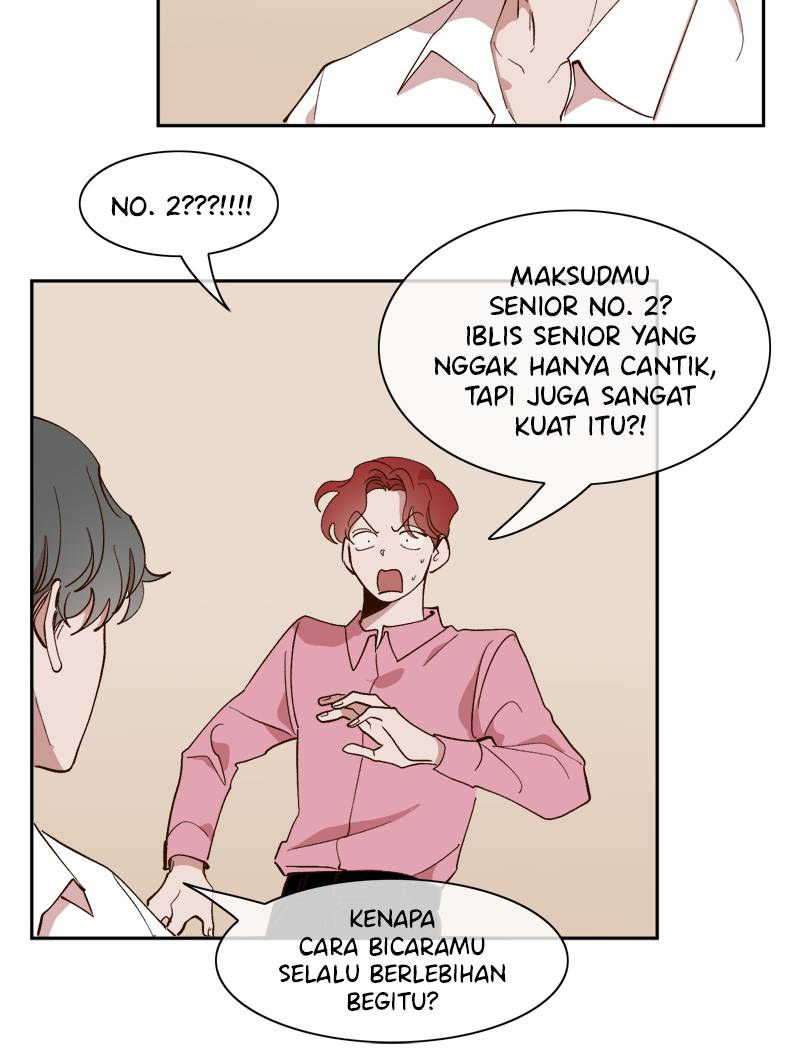 NO. 2???!!!!
MAKSUDMU
SENIOR NO. 2?
IBLIS SENIOR YANG
NGGAK HANYA CANTIK,
TAPI JUGA SANGAT
KUAT ITU?!
KENAPA
CARA BICARAMU
SELALU BERLEBIHAN
BEGITU?